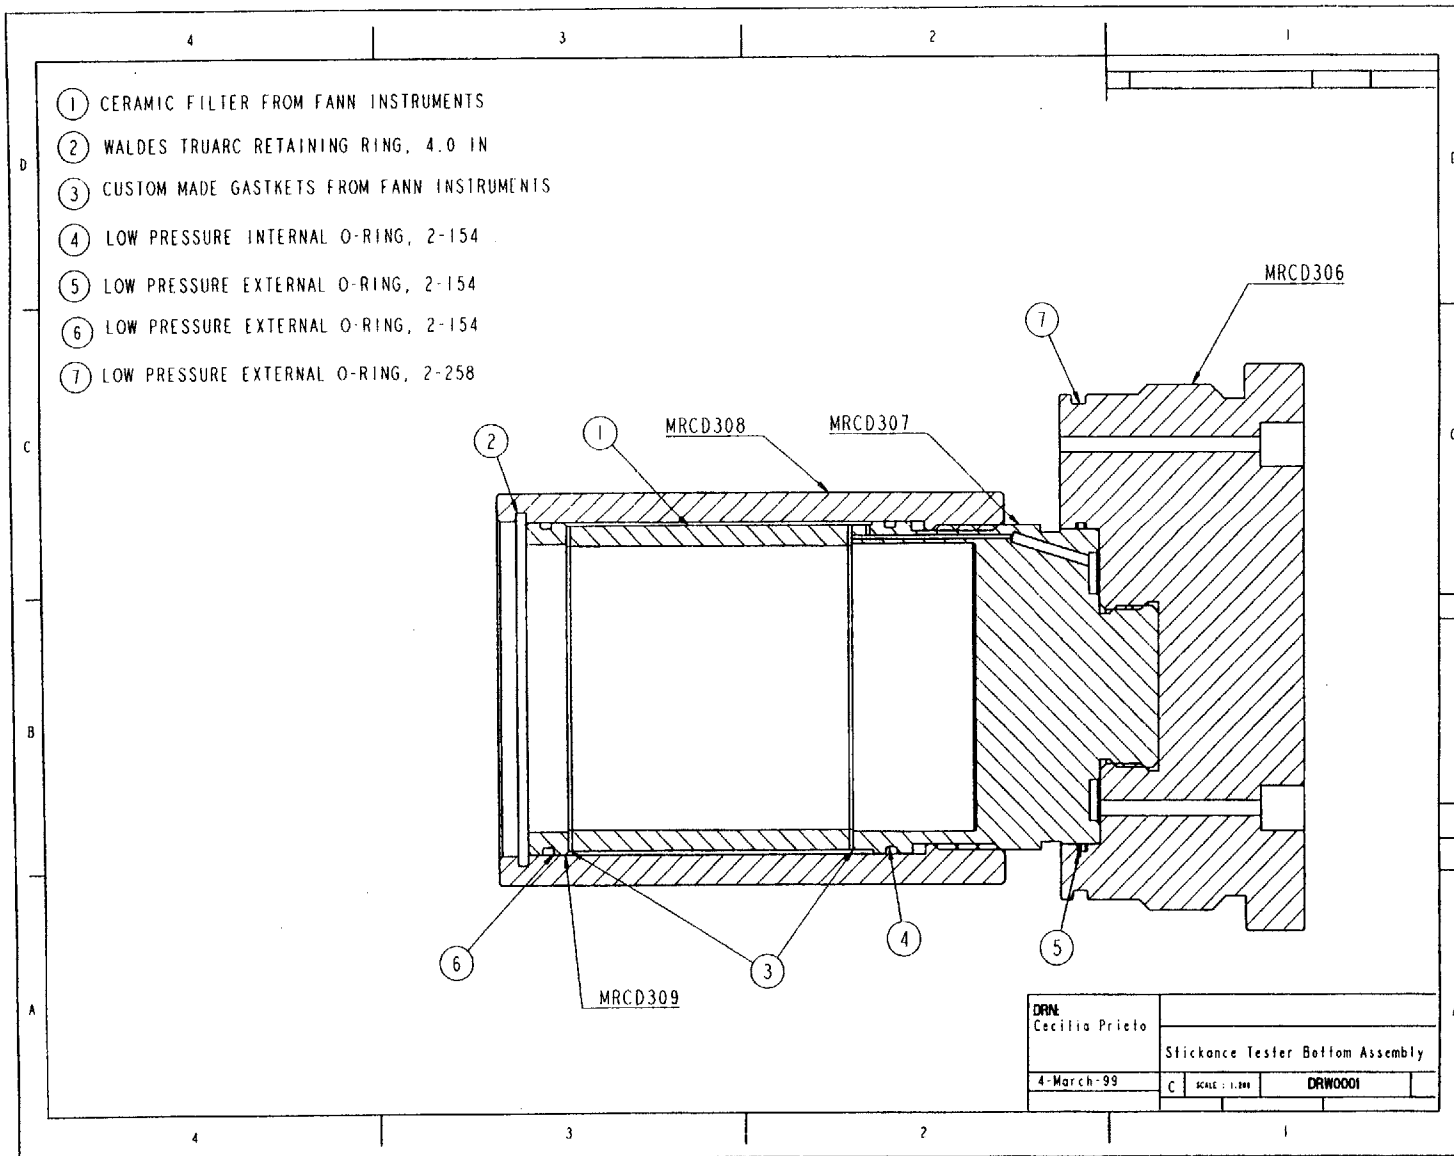 4 3 2 1
1 CERAMIC FILTER FROM FANN INSTRUMENTS
2 WALDES TRUARC RETAINING RING, 4.0 IN
3 CUSTOM MADE GASTKETS FROM FANN INSTRUMENTS
4 LOW PRESSURE INTERNAL O-RING, 2-154
5 LOW PRESSURE EXTERNAL O-RING, 2-154
6 LOW PRESSURE EXTERNAL O-RING, 2-154
7 LOW PRESSURE EXTERNAL O-RING, 2-258
D
C
B
A
MRCD306
7
MRCD308
MRCD307
2
1
6
3
4
5
MRCD309
DRN:
Cecilia Prieto
Stickance Tester Bottom Assembly
4-March-99
C
SCALE :
DRW0001
4 3 2 1